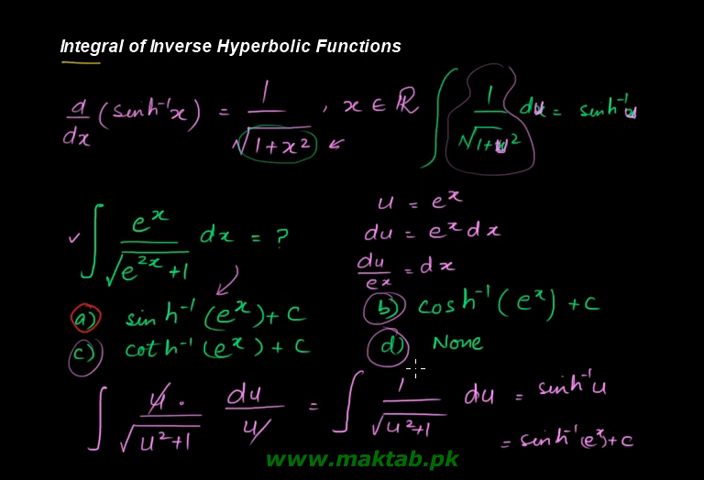 Integral of Inverse Hyperbolic Functions
d/dx (sinh⁻¹x) = 1/√(1+x²) , x ∈ ℝ
∫ 1/√(1+u²) du = sinh⁻¹u
∫ eˣ/√(e²ˣ+1) dx = ?
u = eˣ
du = eˣ dx
du/eˣ = dx
a) sinh⁻¹(eˣ)+c
b) cosh⁻¹(eˣ)+c
c) coth⁻¹(eˣ)+c
d) None
∫ u·/√(u²+1) du/u = ∫ 1/√(u²+1) du = sinh⁻¹u
= sinh⁻¹(eˣ)+c
www.maktab.pk